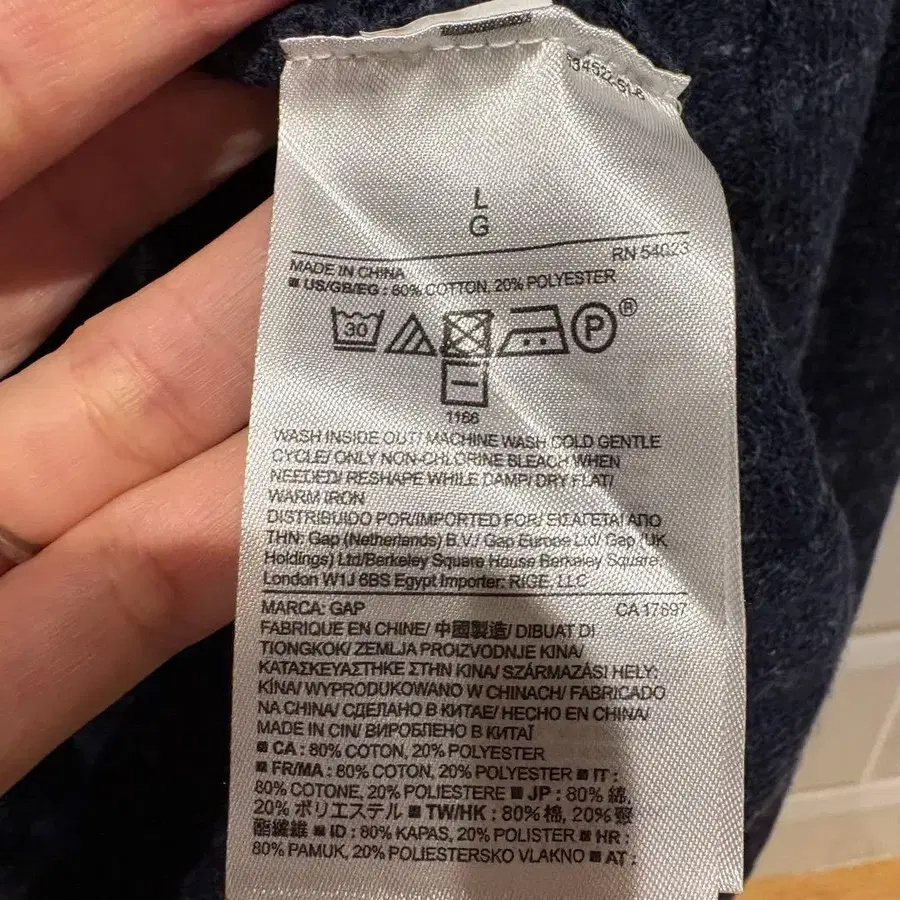 L
G
RN 54023
MADE IN CHINA
■ US/GB/EG : 80% COTTON, 20% POLYESTER
30
P®
1166
WASH INSIDE OUT/ MACHINE WASH COLD GENTLE
CYCLE/ ONLY NON-CHLORINE BLEACH WHEN
NEEDED/ RESHAPE WHILE DAMP/ DRY FLAT/
WARM IRON
DISTRIBUIDO POR/IMPORTED FOR/ ΕΙΣΑΓΕΤΑΙ ΑΠΟ
ΤΗΝ: Gap (Netherlands) B.V./ Gap Europe Ltd/ Gap (UK
Holdings) Ltd/Berkeley Square House Berkeley Square,
London W1J 6BS Egypt Importer: RIGE, LLC
MARCA: GAP
CA 17897
FABRIQUE EN CHINE/ 中國製造/ DIBUAT DI
TIONGKOK/ ZEMLJA PROIZVODNJE KINA/
ΚΑΤΑΣΚΕΥΑΣΤΗΚΕ ΣΤΗΝ ΚΙΝΑ/ SZÁRMAZÁSI HELY:
KÍNA/ WYPRODUKOWANO W CHINACH/ FABRICADO
NA CHINA/ СДЕЛАНО В КИТАЕ/ HECHO EN CHINA/
MADE IN CIN/ ВИРОБЛЕНО В КИТАЇ
■ CA : 80% COTON, 20% POLYESTER
■ FR/MA : 80% COTON, 20% POLYESTER ■ IT :
80% COTONE, 20% POLIESTERE ■ JP : 80% 綿,
20% ポリエステル ■ TW/HK : 80% 棉, 20% 聚
酯纖維 ■ ID : 80% KAPAS, 20% POLISTER ■ HR :
80% PAMUK, 20% POLIESTERSKO VLAKNO ■ AT :